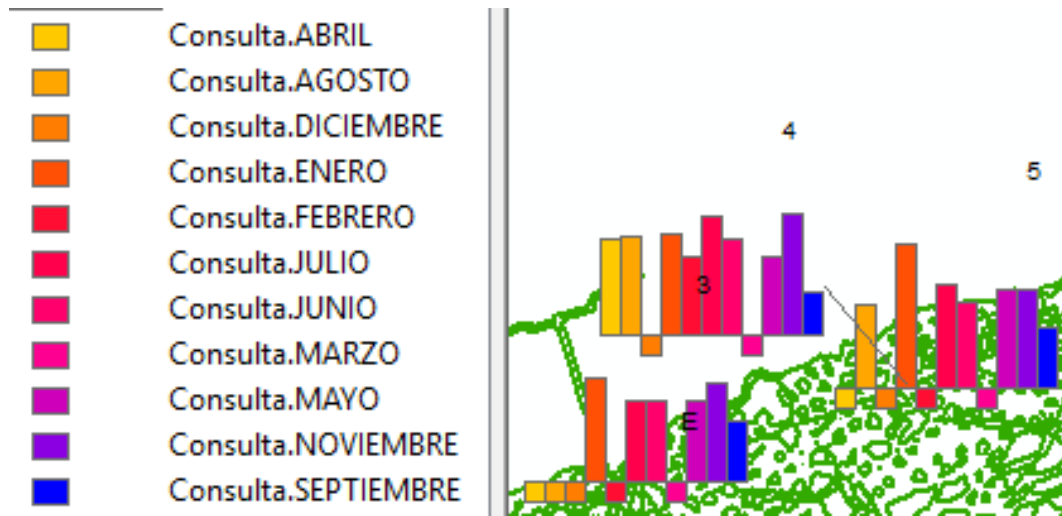 Consulta.ABRIL
Consulta.AGOSTO
Consulta.DICIEMBRE
Consulta.ENERO
Consulta.FEBRERO
Consulta.JULIO
Consulta.JUNIO
Consulta.MARZO
Consulta.MAYO
Consulta.NOVIEMBRE
Consulta.SEPTIEMBRE
4
5
3
E